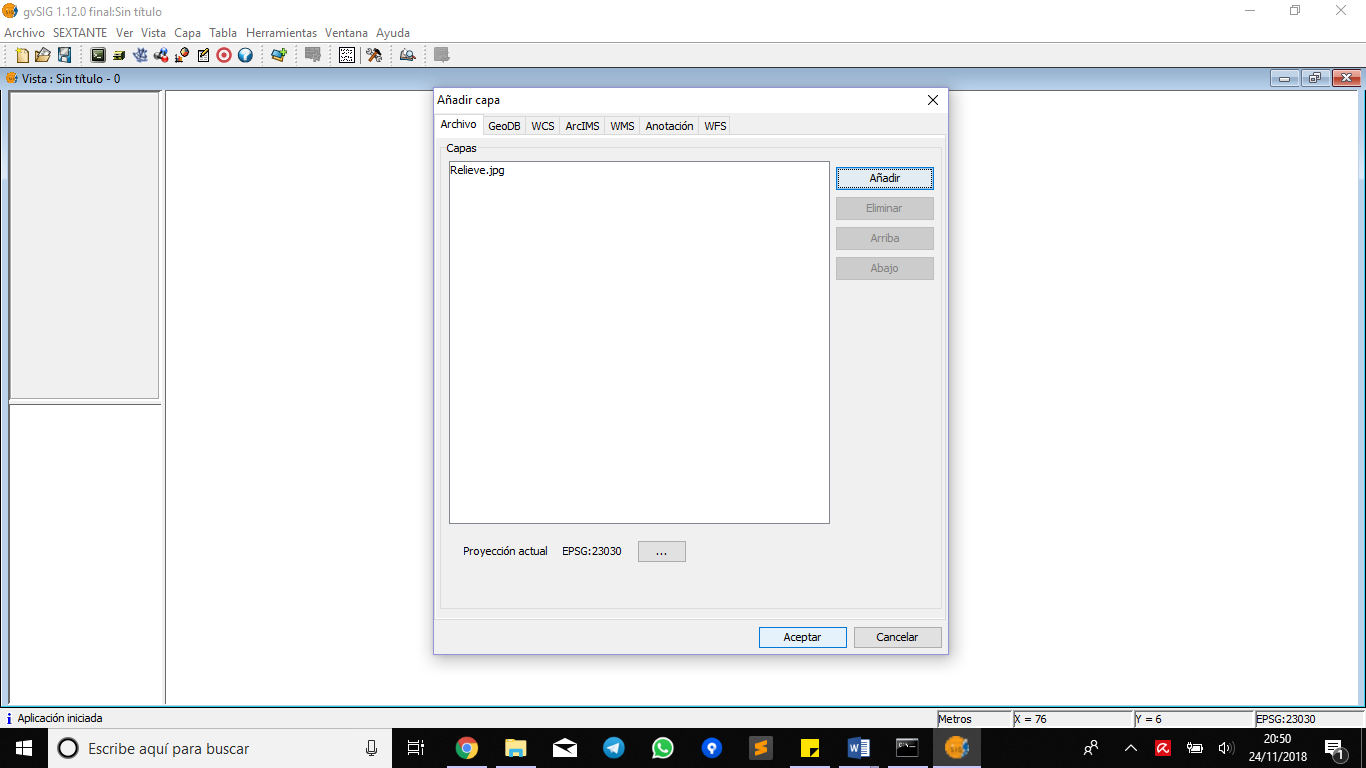 gvSIG 1.12.0 final:Sin título
Archivo SEXTANTE Ver Vista Capa Tabla Herramientas Ventana Ayuda
Vista : Sin título - 0
Añadir capa
Archivo GeoDB WCS ArcIMS WMS Anotación WFS
Capas
Relieve.jpg
Añadir
Eliminar
Arriba
Abajo
Proyección actual EPSG:23030 ...
Aceptar Cancelar
Aplicación iniciada Metros X = 76 Y = 6 EPSG:23030
Escribe aquí para buscar
20:50
24/11/2018
1